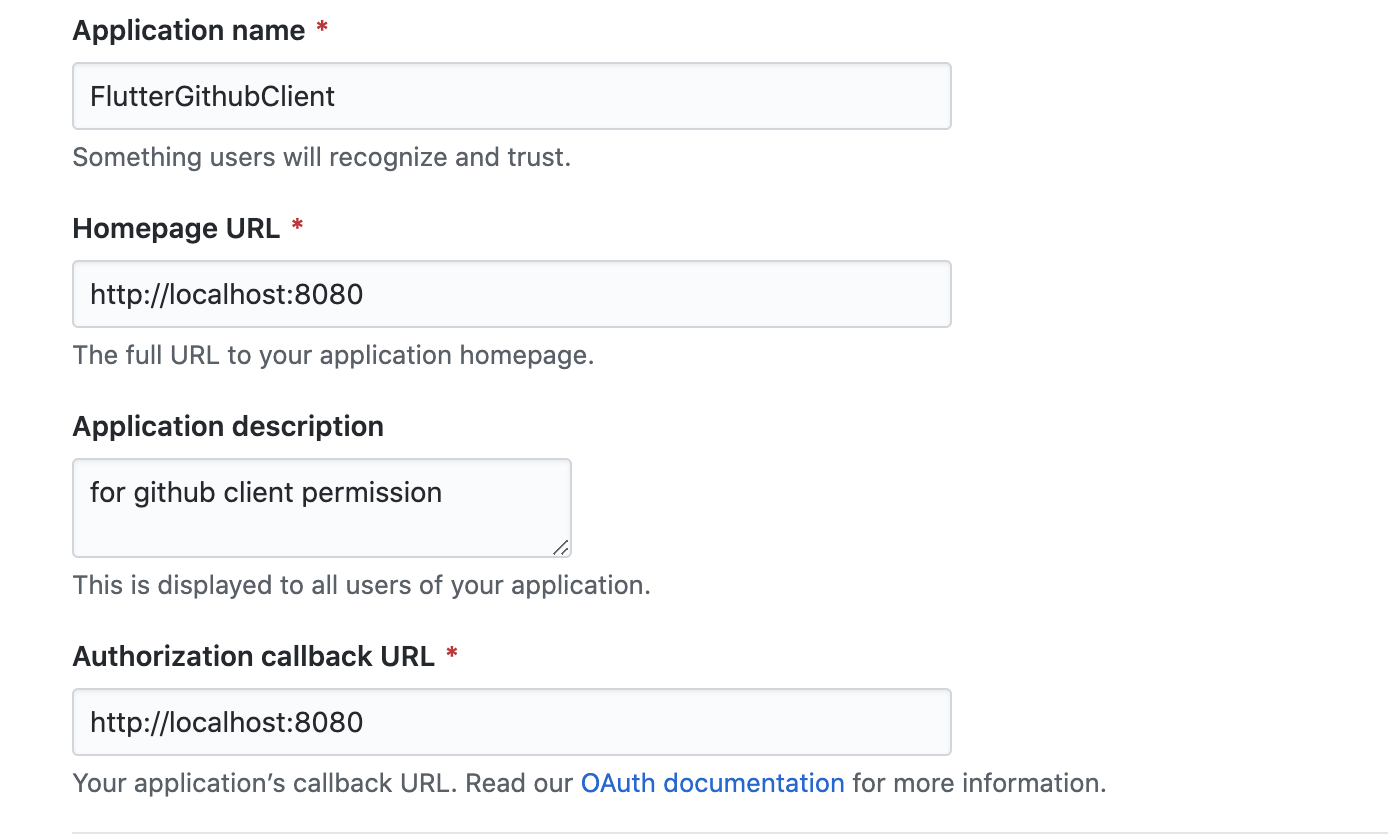 Application name *
FlutterGithubClient
Something users will recognize and trust.
Homepage URL *
http://localhost:8080
The full URL to your application homepage.
Application description
for github client permission
This is displayed to all users of your application.
Authorization callback URL *
http://localhost:8080
Your application’s callback URL. Read our OAuth documentation for more information.